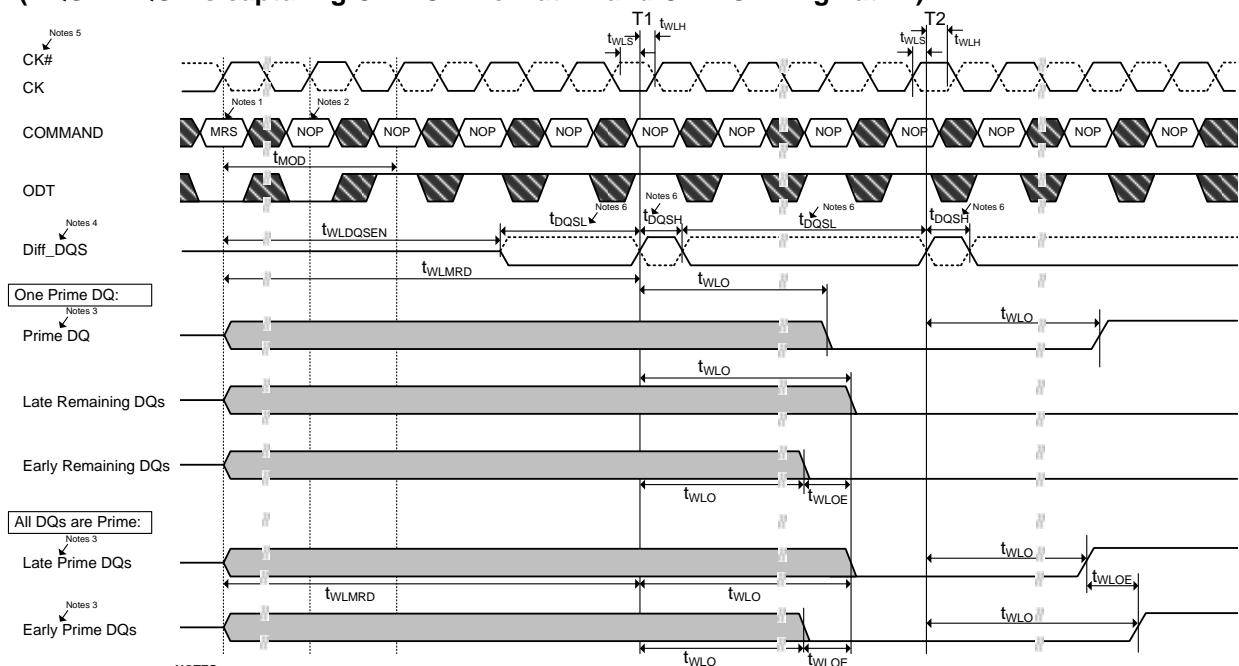 T1 T2
Notes 5
tWLS tWLH tWLS tWLH
CK#
CK
Notes 1 Notes 2
COMMAND MRS NOP NOP NOP NOP NOP NOP NOP NOP NOP NOP NOP
tMOD
ODT
Notes 4 Notes 6 Notes 6 Notes 6 Notes 6
tDQSL tDQSH tDQSL tDQSH
tWLDQSEN
Diff_DQS
tWLMRD
tWLO
One Prime DQ:
Notes 3
Prime DQ
tWLO
tWLO
Late Remaining DQs
Early Remaining DQs
tWLO tWLOE
All DQs are Prime:
Notes 3
Late Prime DQs
tWLO
tWLMRD tWLO
tWLOE
Notes 3
Early Prime DQs
tWLO
tWLO tWLOE